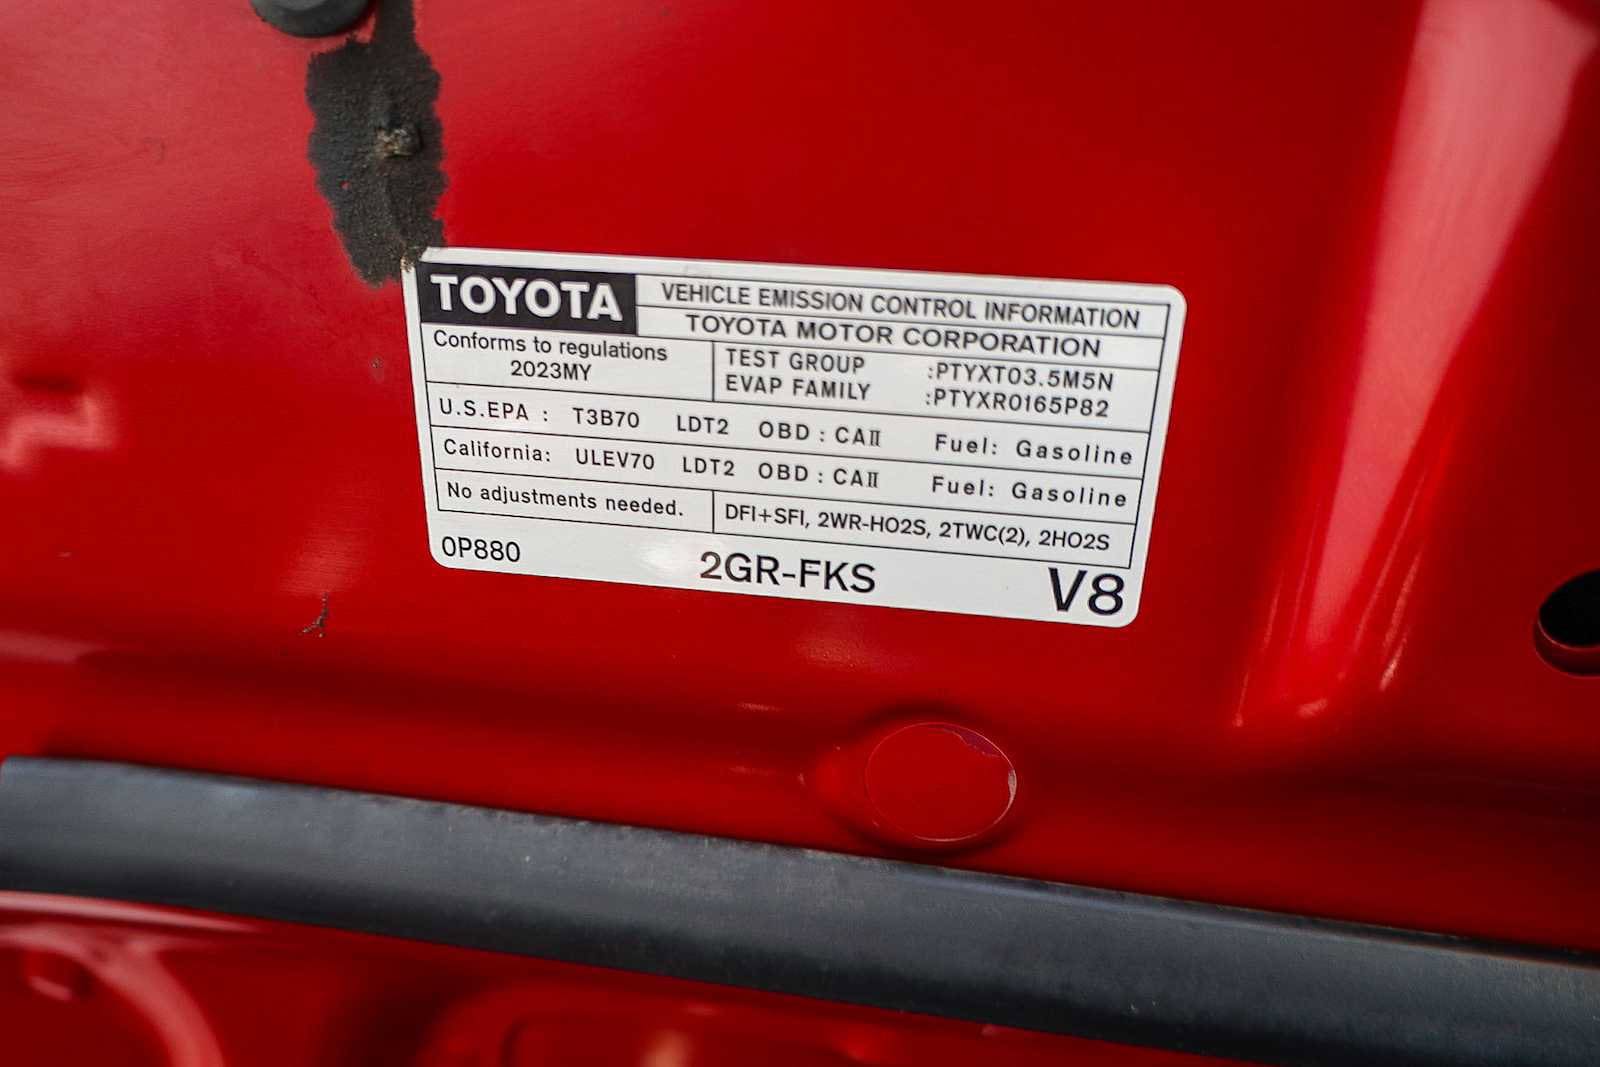 TOYOTA
VEHICLE EMISSION CONTROL INFORMATION
TOYOTA MOTOR CORPORATION
Conforms to regulations
2023MY
TEST GROUP :PTYXT03.5M5N
EVAP FAMILY :PTYXR0165P82
U.S.EPA : T3B70 LDT2 OBD : CAII Fuel: Gasoline
California: ULEV70 LDT2 OBD : CAII Fuel: Gasoline
No adjustments needed.
DFI+SFI, 2WR-HO2S, 2TWC(2), 2HO2S
0P880 2GR-FKS V8